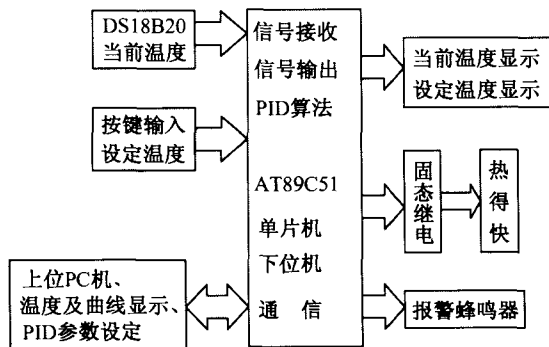 DS18B20
当前温度
按键输入
设定温度
上位PC机、
温度及曲线显示、
PID参数设定
信号接收
信号输出
PID算法
AT89C51
单片机
下位机
通 信
当前温度显示
设定温度显示
固态继电
热得快
报警蜂鸣器